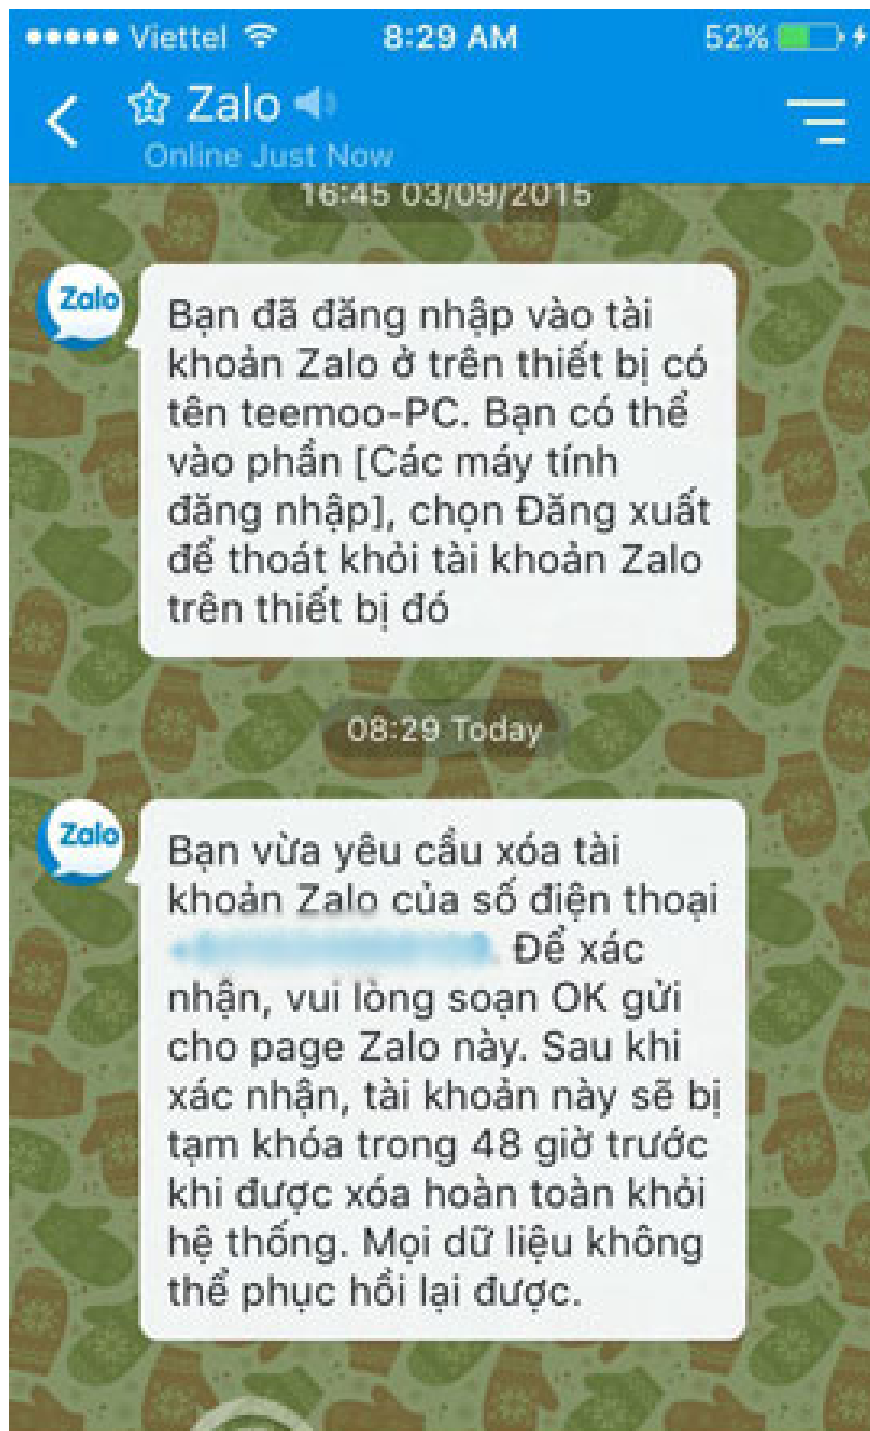 Viettel 8:29 AM 52%
Zalo
Online Just Now
16:45 03/09/2015
Zalo
Bạn đã đăng nhập vào tài
khoản Zalo ở trên thiết bị có
tên teemoo-PC. Bạn có thể
vào phần [Các máy tính
đăng nhập], chọn Đăng xuất
để thoát khỏi tài khoản Zalo
trên thiết bị đó
08:29 Today
Zalo
Bạn vừa yêu cầu xóa tài
khoản Zalo của số điện thoại
. Để xác
nhận, vui lòng soạn OK gửi
cho page Zalo này. Sau khi
xác nhận, tài khoản này sẽ bị
tạm khóa trong 48 giờ trước
khi được xóa hoàn toàn khỏi
hệ thống. Mọi dữ liệu không
thể phục hồi lại được.